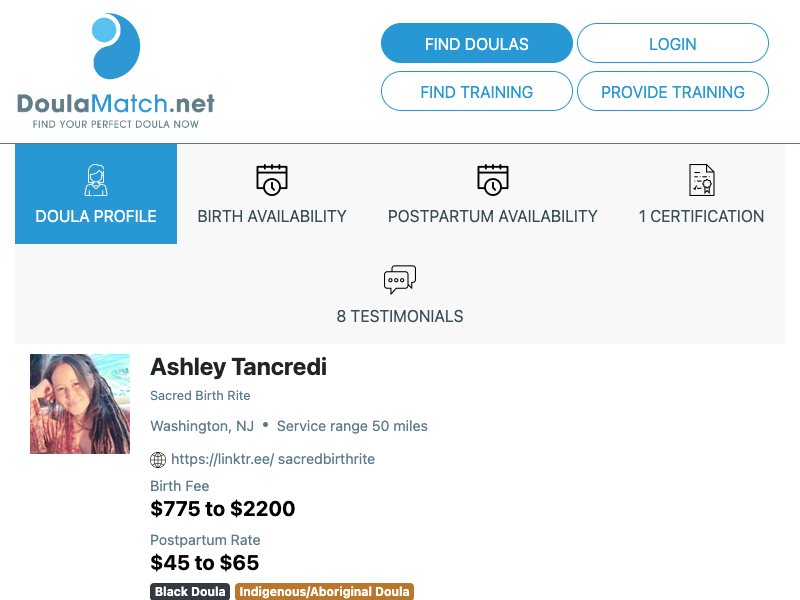 DoulaMatch.net
FIND YOUR PERFECT DOULA NOW
FIND DOULAS
LOGIN
FIND TRAINING
PROVIDE TRAINING
DOULA PROFILE
BIRTH AVAILABILITY
POSTPARTUM AVAILABILITY
1 CERTIFICATION
8 TESTIMONIALS
Ashley Tancredi
Sacred Birth Rite
Washington, NJ • Service range 50 miles
https://linktr.ee/ sacredbirthrite
Birth Fee
$775 to $2200
Postpartum Rate
$45 to $65
Black Doula Indigenous/Aboriginal Doula